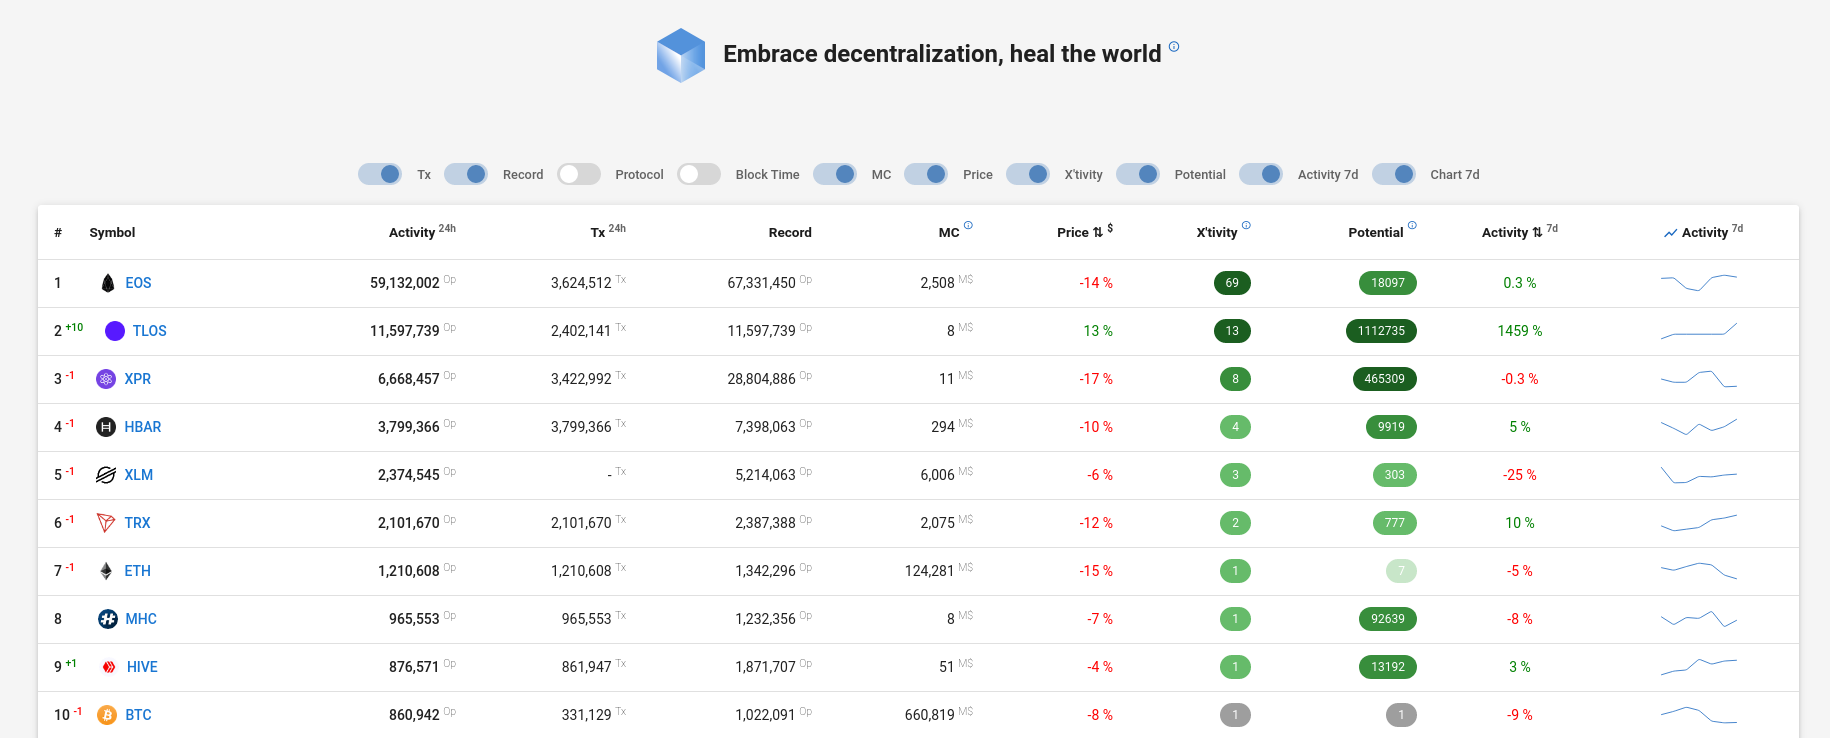 Embrace decentralization, heal the world
Tx Record Protocol Block Time MC Price X'tivity Potential Activity 7d Chart 7d
# Symbol Activity 24h Tx 24h Record MC Price ⇅ $ X'tivity Potential Activity ⇅ 7d Activity 7d
1 EOS 59,132,002 Op 3,624,512 Tx 67,331,450 Op 2,508 M$ -14 % 69 18097 0.3 %
2 +10 TLOS 11,597,739 Op 2,402,141 Tx 11,597,739 Op 8 M$ 13 % 13 1112735 1459 %
3 -1 XPR 6,668,457 Op 3,422,992 Tx 28,804,886 Op 11 M$ -17 % 8 465309 -0.3 %
4 -1 HBAR 3,799,366 Op 3,799,366 Tx 7,398,063 Op 294 M$ -10 % 4 9919 5 %
5 -1 XLM 2,374,545 Op - Tx 5,214,063 Op 6,006 M$ -6 % 3 303 -25 %
6 -1 TRX 2,101,670 Op 2,101,670 Tx 2,387,388 Op 2,075 M$ -12 % 2 777 10 %
7 -1 ETH 1,210,608 Op 1,210,608 Tx 1,342,296 Op 124,281 M$ -15 % 1 7 -5 %
8 MHC 965,553 Op 965,553 Tx 1,232,356 Op 8 M$ -7 % 1 92639 -8 %
9 +1 HIVE 876,571 Op 861,947 Tx 1,871,707 Op 51 M$ -4 % 1 13192 3 %
10 -1 BTC 860,942 Op 331,129 Tx 1,022,091 Op 660,819 M$ -8 % 1 1 -9 %